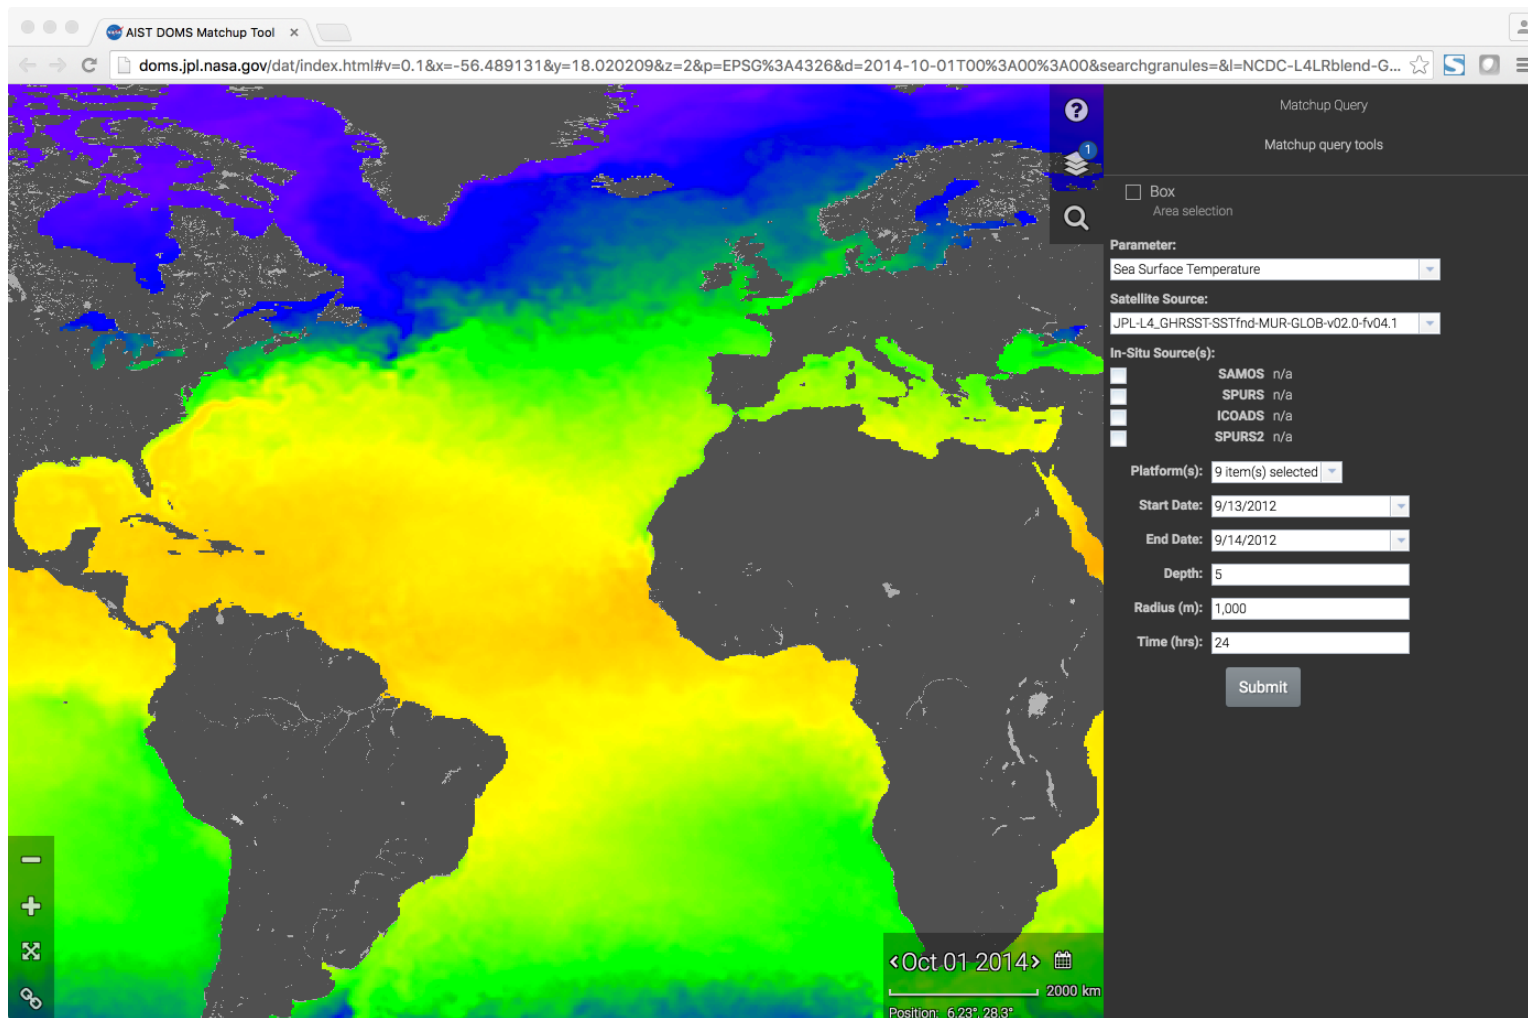 AIST DOMS Matchup Tool ×
doms.jpl.nasa.gov/dat/index.html#v=0.1&x=-56.489131&y=18.020209&z=2&p=EPSG%3A4326&d=2014-10-01T00%3A00%3A00&searchgranules=&l=NCDC-L4LRblend-G...
?
1
Matchup Query
Matchup query tools
Box
Area selection
Parameter:
Sea Surface Temperature
Satellite Source:
JPL-L4_GHRSST-SSTfnd-MUR-GLOB-v02.0-fv04.1
In-Situ Source(s):
SAMOS n/a
SPURS n/a
ICOADS n/a
SPURS2 n/a
Platform(s): 9 item(s) selected
Start Date: 9/13/2012
End Date: 9/14/2012
Depth: 5
Radius (m): 1,000
Time (hrs): 24
Submit
Oct 01 2014
2000 km
Position: 6.23°, 28.3°